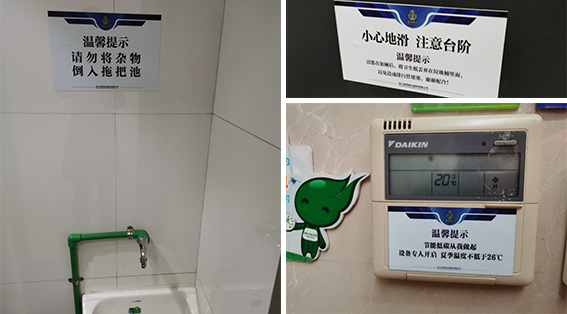 温馨提示
请勿将杂物
倒入拖把池
小心地滑 注意台阶
温馨提示
DAIKIN
20℃
温馨提示
节能低碳从我做起
设备专人开启 夏季温度不低于26℃